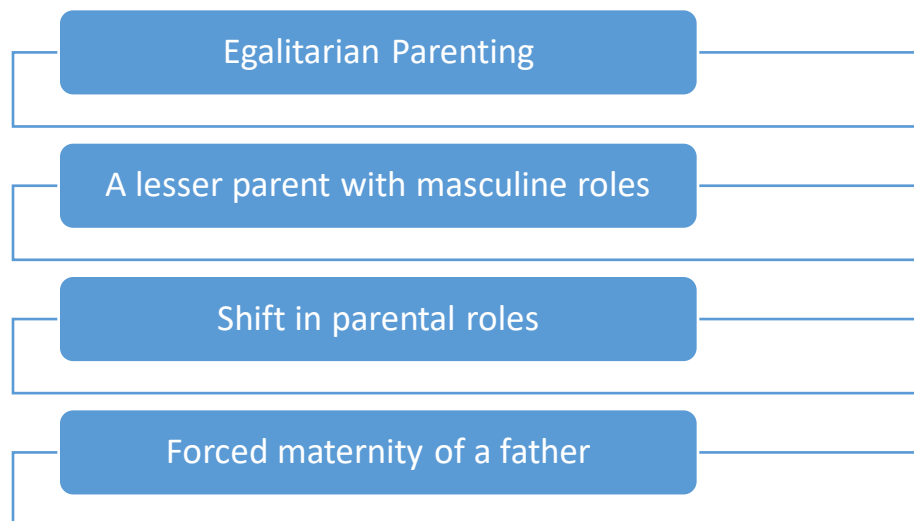 Egalitarian Parenting
A lesser parent with masculine roles
Shift in parental roles
Forced maternity of a father